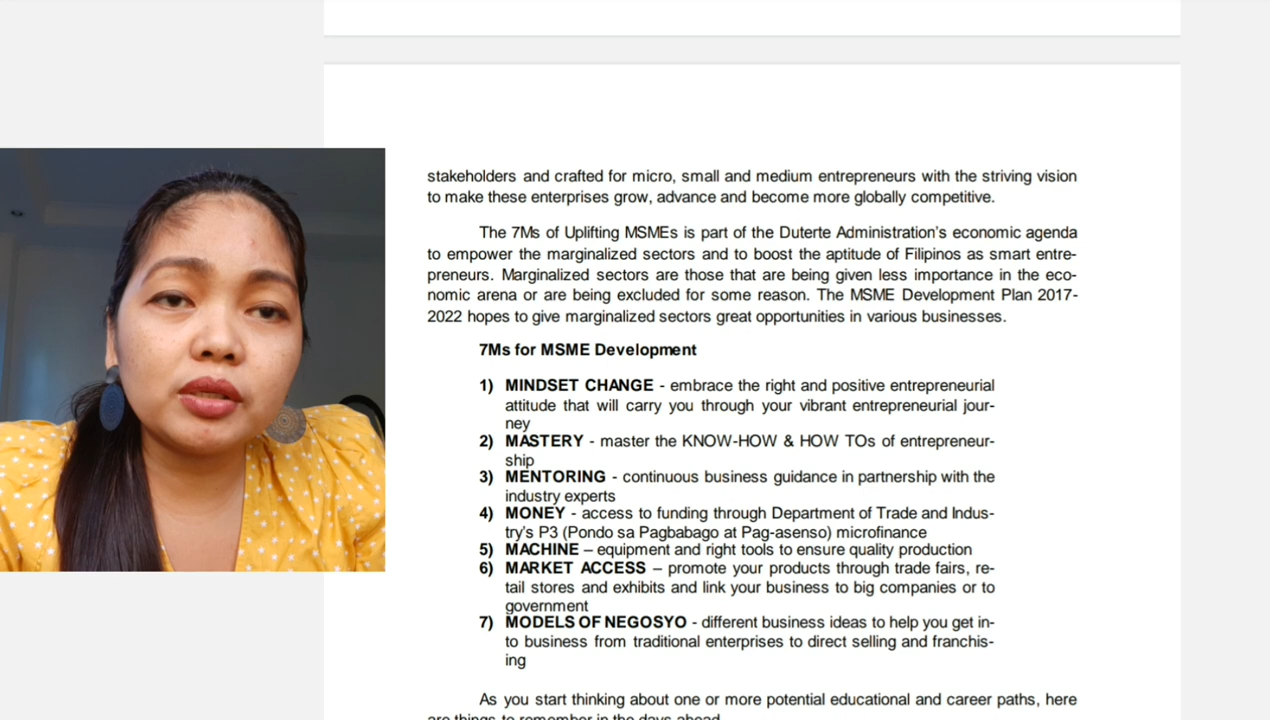 stakeholders and crafted for micro, small and medium entrepreneurs with the striving vision
to make these enterprises grow, advance and become more globally competitive.
The 7Ms of Uplifting MSMEs is part of the Duterte Administration's economic agenda
to empower the marginalized sectors and to boost the aptitude of Filipinos as smart entre-
preneurs. Marginalized sectors are those that are being given less importance in the eco-
nomic arena or are being excluded for some reason. The MSME Development Plan 2017-
2022 hopes to give marginalized sectors great opportunities in various businesses.
7Ms for MSME Development
1) MINDSET CHANGE - embrace the right and positive entrepreneurial
attitude that will carry you through your vibrant entrepreneurial jour-
ney
2) MASTERY - master the KNOW-HOW & HOW TOs of entrepreneur-
ship
3) MENTORING - continuous business guidance in partnership with the
industry experts
4) MONEY - access to funding through Department of Trade and Indus-
try's P3 (Pondo sa Pagbabago at Pag-asenso) microfinance
5) MACHINE – equipment and right tools to ensure quality production
6) MARKET ACCESS – promote your products through trade fairs, re-
tail stores and exhibits and link your business to big companies or to
government
7) MODELS OF NEGOSYO - different business ideas to help you get in-
to business from traditional enterprises to direct selling and franchis-
ing
As you start thinking about one or more potential educational and career paths, here
are things to remember in the days ahead